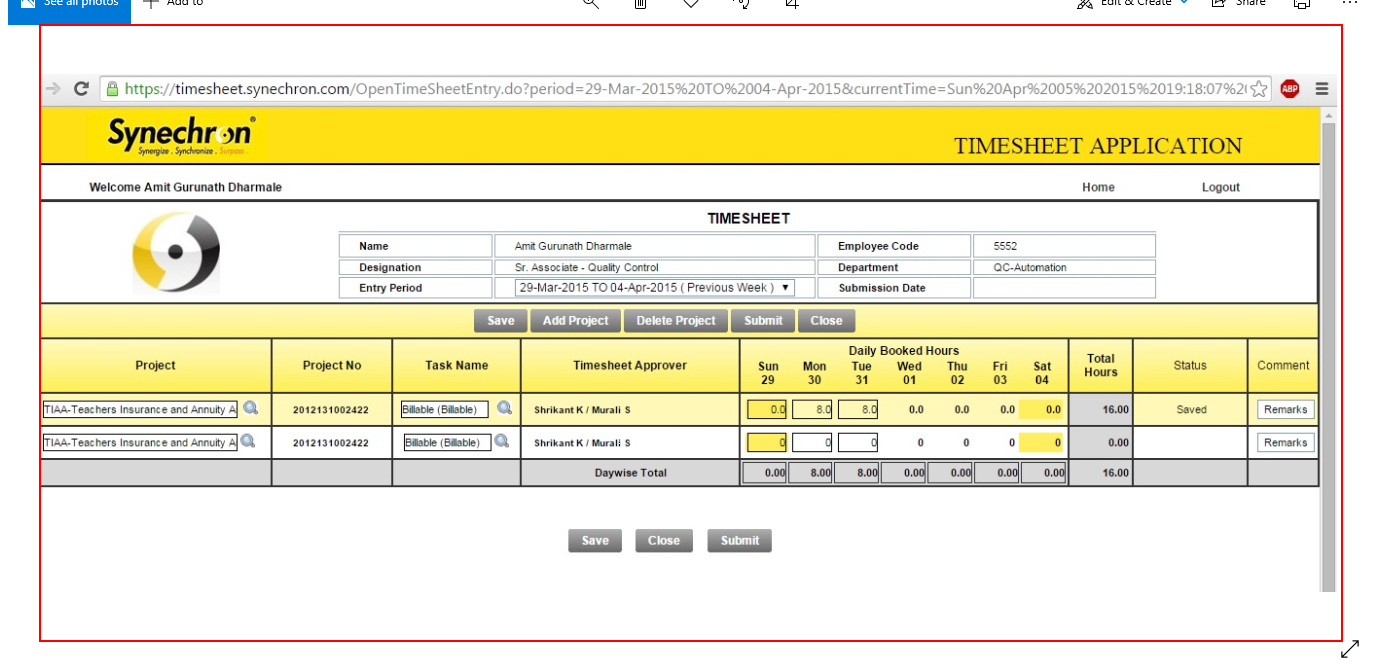 See all photos Add to Edit & Create Share
https://timesheet.synechron.com/OpenTimeSheetEntry.do?period=29-Mar-2015%20TO%2004-Apr-2015&currentTime=Sun%20Apr%2005%202015%2019:18:07%2 ABP
Synechron®
Synergize . Synchronize . Surpass .
TIMESHEET APPLICATION
Welcome Amit Gurunath Dharmale Home Logout
TIMESHEET
Name Amit Gurunath Dharmale Employee Code 5552
Designation Sr. Associate - Quality Control Department QC-Automation
Entry Period 29-Mar-2015 TO 04-Apr-2015 ( Previous Week ) Submission Date
Save Add Project Delete Project Submit Close
Project Project No Task Name Timesheet Approver Daily Booked Hours Total Hours Status Comment
Sun Mon Tue Wed Thu Fri Sat
29 30 31 01 02 03 04
TIAA-Teachers Insurance and Annuity A 2012131002422 Billable (Billable) Shrikant K / Murali S 0.0 8.0 8.0 0.0 0.0 0.0 0.0 16.00 Saved Remarks
TIAA-Teachers Insurance and Annuity A 2012131002422 Billable (Billable) Shrikant K / Murali S 0 0 0 0 0 0 0 0.00 Remarks
Daywise Total 0.00 8.00 8.00 0.00 0.00 0.00 0.00 16.00
Save Close Submit